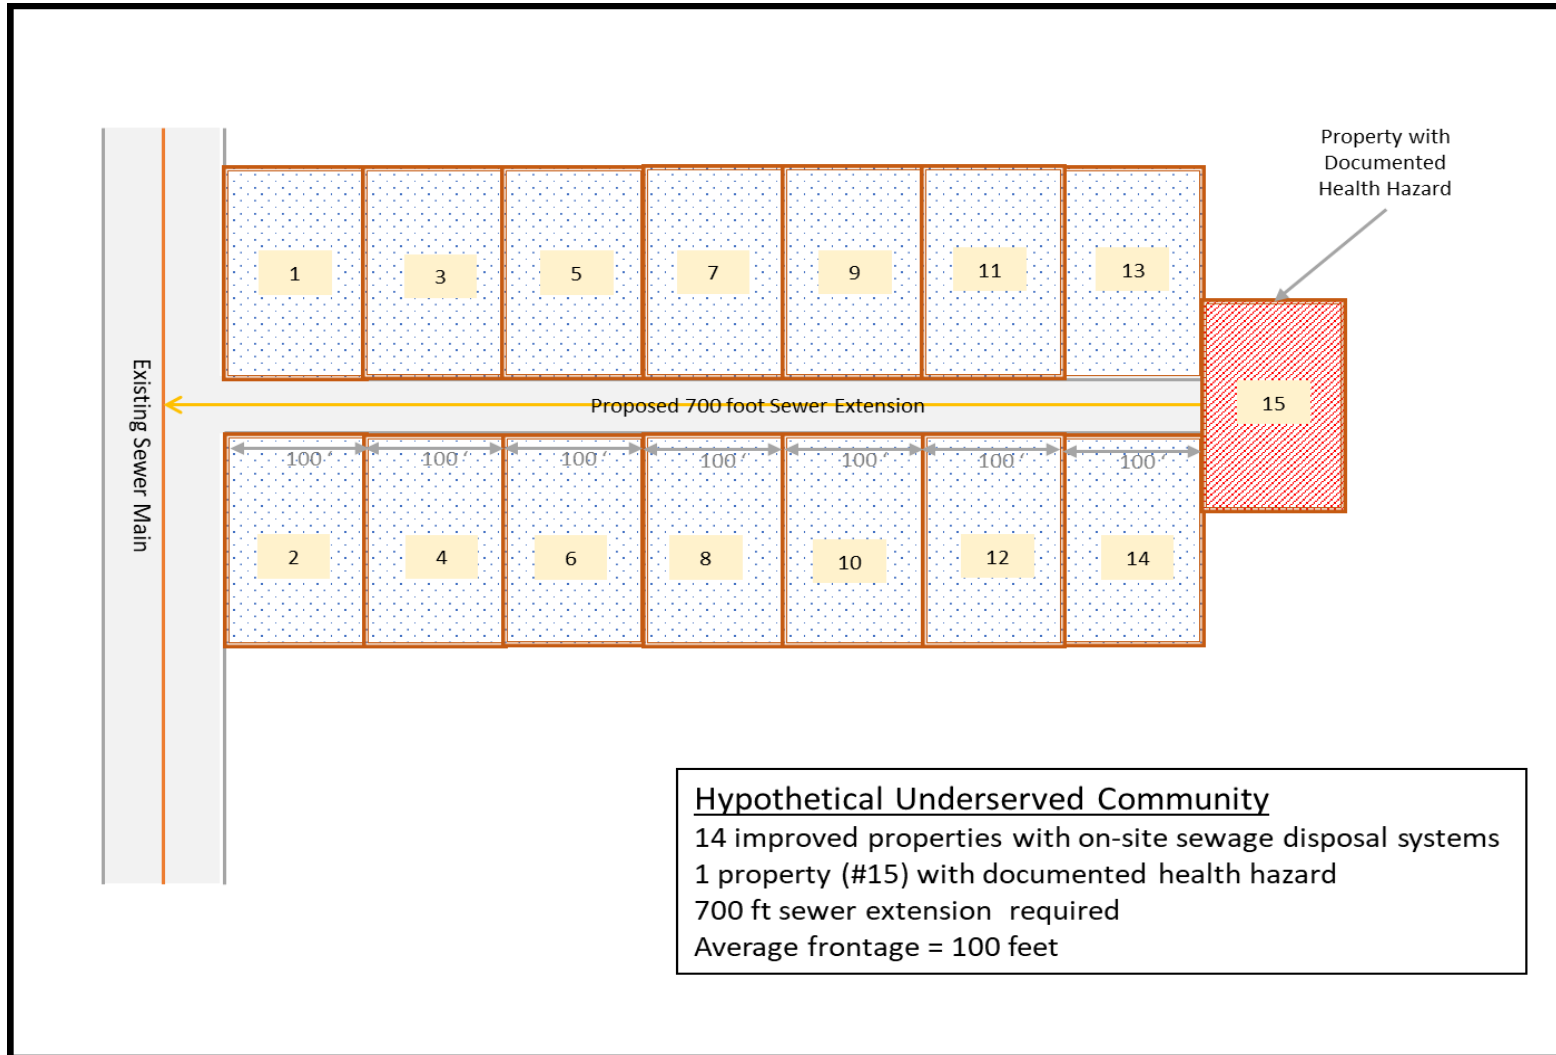 Property with
Documented
Health Hazard
1
3
5
7
9
11
13
15
Existing Sewer Main
Proposed 700 foot Sewer Extension
100 ‘
100 ‘
100 ‘
100 ‘
100 ‘
100 ‘
100 ‘
2
4
6
8
10
12
14
Hypothetical Underserved Community
14 improved properties with on-site sewage disposal systems
1 property (#15) with documented health hazard
700 ft sewer extension required
Average frontage = 100 feet